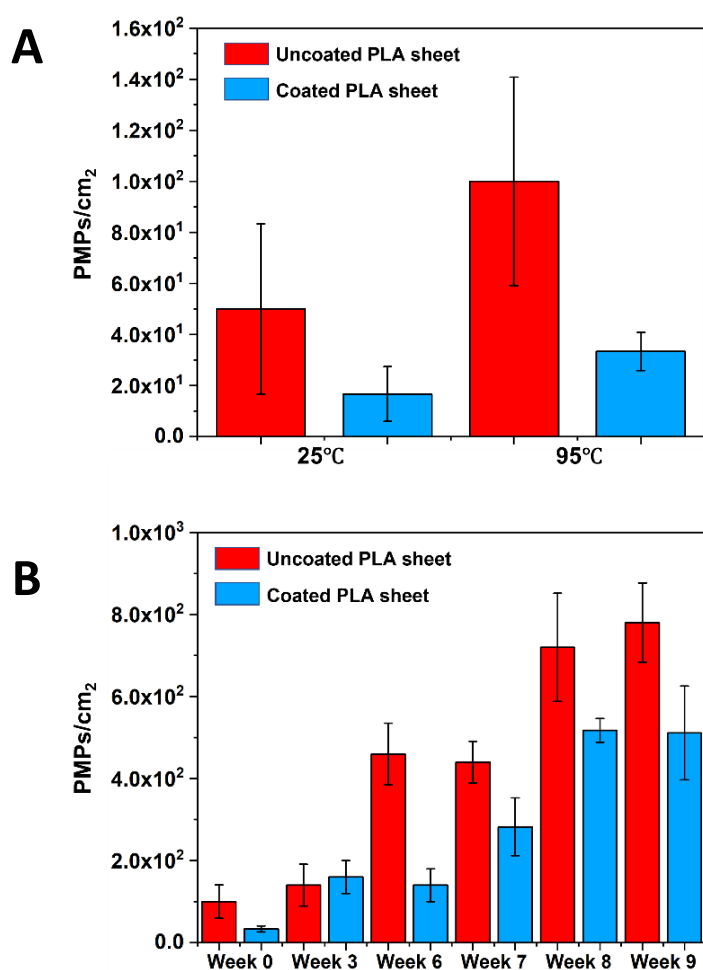 A
PMPs/cm₂
1.6x10²
1.4x10²
1.2x10²
1.0x10²
8.0x10¹
6.0x10¹
4.0x10¹
2.0x10¹
0.0
Uncoated PLA sheet
Coated PLA sheet
25℃ 95℃
B
PMPs/cm₂
1.0x10³
8.0x10²
6.0x10²
4.0x10²
2.0x10²
0.0
Uncoated PLA sheet
Coated PLA sheet
Week 0 Week 3 Week 6 Week 7 Week 8 Week 9